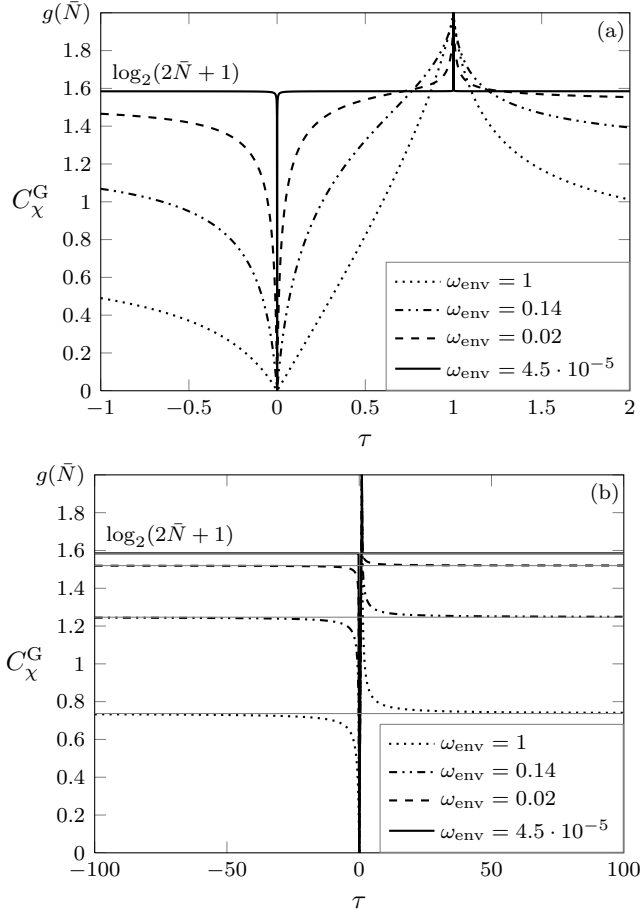 g(N̄)
(a)
1.8
log₂(2N̄ + 1)
1.6
1.4
1.2
1
C_χ^G
0.8
0.6
0.4
0.2
0
ω_env = 1
ω_env = 0.14
ω_env = 0.02
ω_env = 4.5 · 10⁻⁵
−1 −0.5 0 0.5 1 1.5 2
τ
g(N̄)
(b)
1.8
log₂(2N̄ + 1)
1.6
1.4
1.2
1
C_χ^G
0.8
0.6
0.4
0.2
0
ω_env = 1
ω_env = 0.14
ω_env = 0.02
ω_env = 4.5 · 10⁻⁵
−100 −50 0 50 100
τ